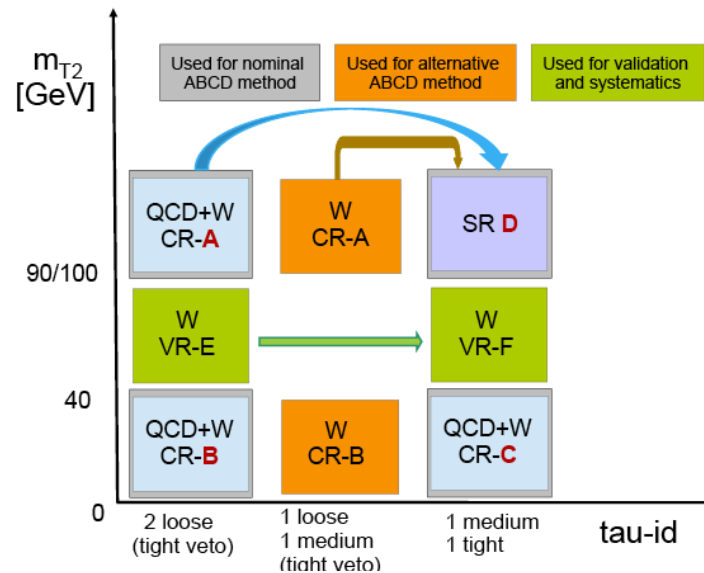 m_T2
[GeV]
Used for nominal
ABCD method
Used for alternative
ABCD method
Used for validation
and systematics
QCD+W
CR-A
W
CR-A
SR D
90/100
W
VR-E
W
VR-F
40
QCD+W
CR-B
W
CR-B
QCD+W
CR-C
0
2 loose
(tight veto)
1 loose
1 medium
(tight veto)
1 medium
1 tight
tau-id